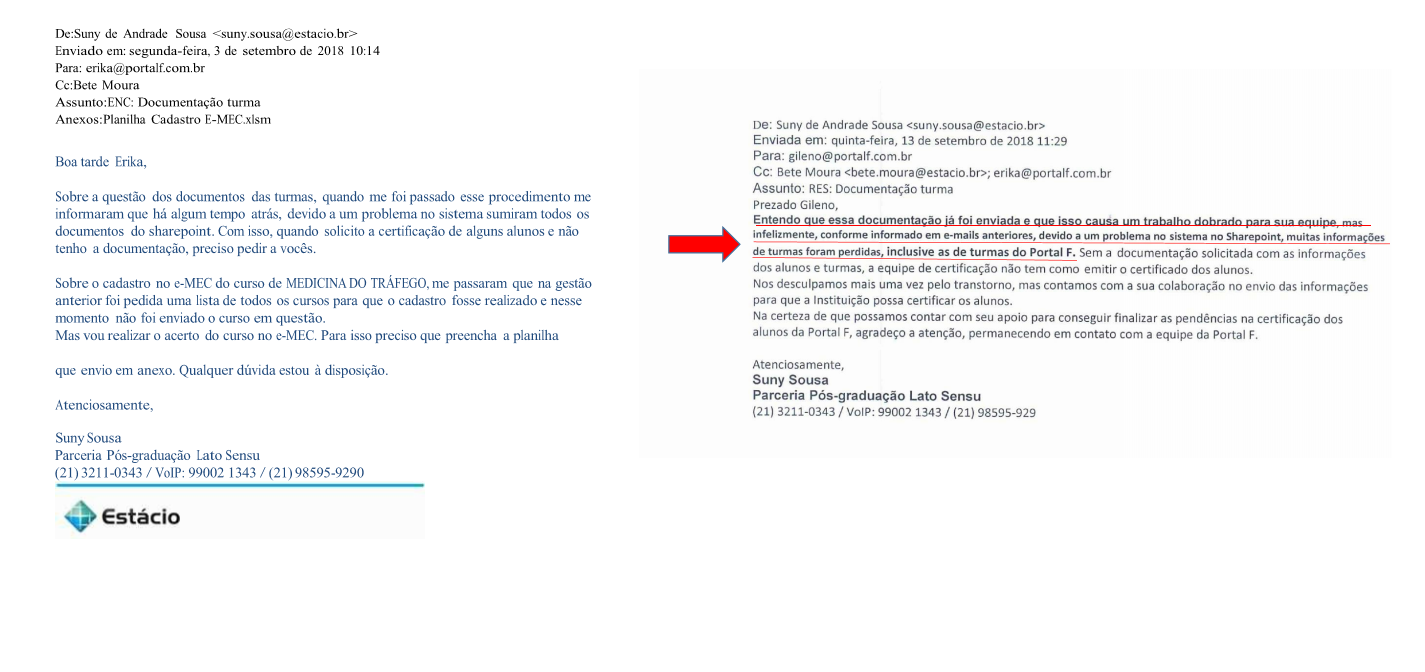 De:Suny de Andrade Sousa <suny.sousa@estacio.br>
Enviado em: segunda-feira, 3 de setembro de 2018 10:14
Para: erika@portalf.com.br
Cc:Bete Moura
Assunto:ENC: Documentação turma
Anexos:Planilha Cadastro E-MEC.xlsm
Boa tarde Erika,
Sobre a questão dos documentos das turmas, quando me foi passado esse procedimento me
informaram que há algum tempo atrás, devido a um problema no sistema sumiram todos os
documentos do sharepoint. Com isso, quando solicito a certificação de alguns alunos e não
tenho a documentação, preciso pedir a vocês.
Sobre o cadastro no e-MEC do curso de MEDICINA DO TRÁFEGO, me passaram que na gestão
anterior foi pedida uma lista de todos os cursos para que o cadastro fosse realizado e nesse
momento não foi enviado o curso em questão.
Mas vou realizar o acerto do curso no e-MEC. Para isso preciso que preencha a planilha
que envio em anexo. Qualquer dúvida estou à disposição.
Atenciosamente,
Suny Sousa
Parceria Pós-graduação Lato Sensu
(21) 3211-0343 / VoIP: 99002 1343 / (21) 98595-9290
Estácio
De: Suny de Andrade Sousa <suny.sousa@estacio.br>
Enviada em: quinta-feira, 13 de setembro de 2018 11:29
Para: gileno@portalf.com.br
Cc: Bete Moura <bete.moura@estacio.br>; erika@portalf.com.br
Assunto: RES: Documentação turma
Prezado Gileno,
Entendo que essa documentação já foi enviada e que isso causa um trabalho dobrado para sua equipe, mas
infelizmente, conforme informado em e-mails anteriores, devido a um problema no sistema no Sharepoint, muitas informações
de turmas foram perdidas, inclusive as de turmas do Portal F. Sem a documentação solicitada com as informações
dos alunos e turmas, a equipe de certificação não tem como emitir o certificado dos alunos.
Nos desculpamos mais uma vez pelo transtorno, mas contamos com a sua colaboração no envio das informações
para que a Instituição possa certificar os alunos.
Na certeza de que possamos contar com seu apoio para conseguir finalizar as pendências na certificação dos
alunos da Portal F, agradeço a atenção, permanecendo em contato com a equipe da Portal F.
Atenciosamente,
Suny Sousa
Parceria Pós-graduação Lato Sensu
(21) 3211-0343 / VoIP: 99002 1343 / (21) 98595-929